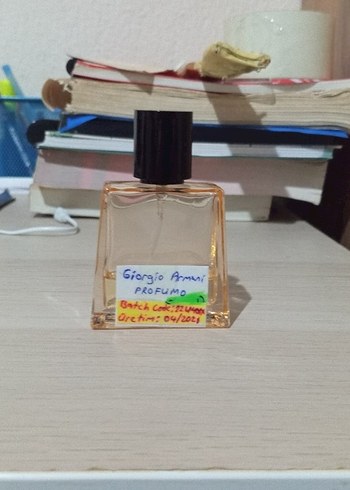 Giorgio Armani
PROFUMO
Batch Code:
Üretim: 04/2021